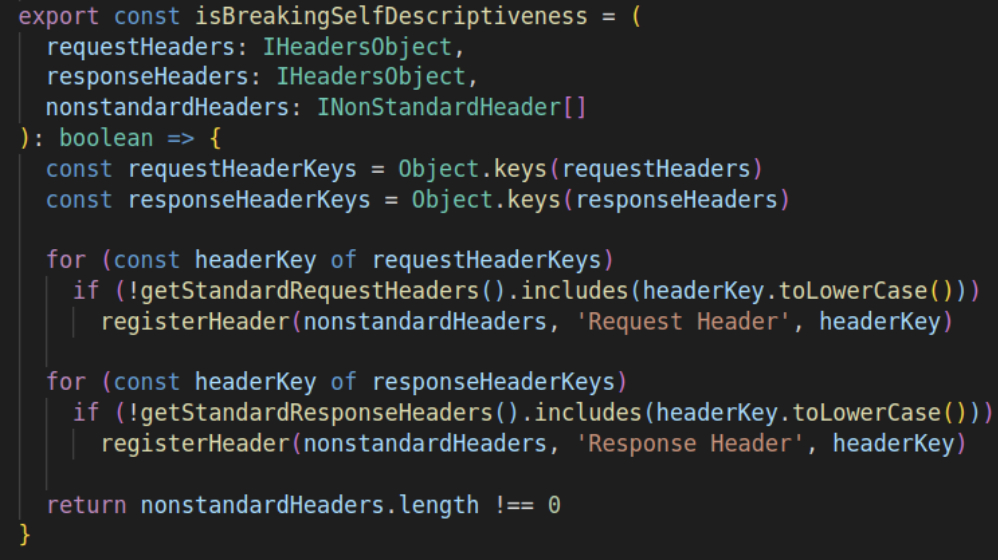 export const isBreakingSelfDescriptiveness = (
  requestHeaders: IHeadersObject,
  responseHeaders: IHeadersObject,
  nonstandardHeaders: INonStandardHeader[]
): boolean => {
  const requestHeaderKeys = Object.keys(requestHeaders)
  const responseHeaderKeys = Object.keys(responseHeaders)

  for (const headerKey of requestHeaderKeys)
    if (!getStandardRequestHeaders().includes(headerKey.toLowerCase()))
      registerHeader(nonstandardHeaders, 'Request Header', headerKey)

  for (const headerKey of responseHeaderKeys)
    if (!getStandardResponseHeaders().includes(headerKey.toLowerCase()))
      registerHeader(nonstandardHeaders, 'Response Header', headerKey)

  return nonstandardHeaders.length !== 0
}